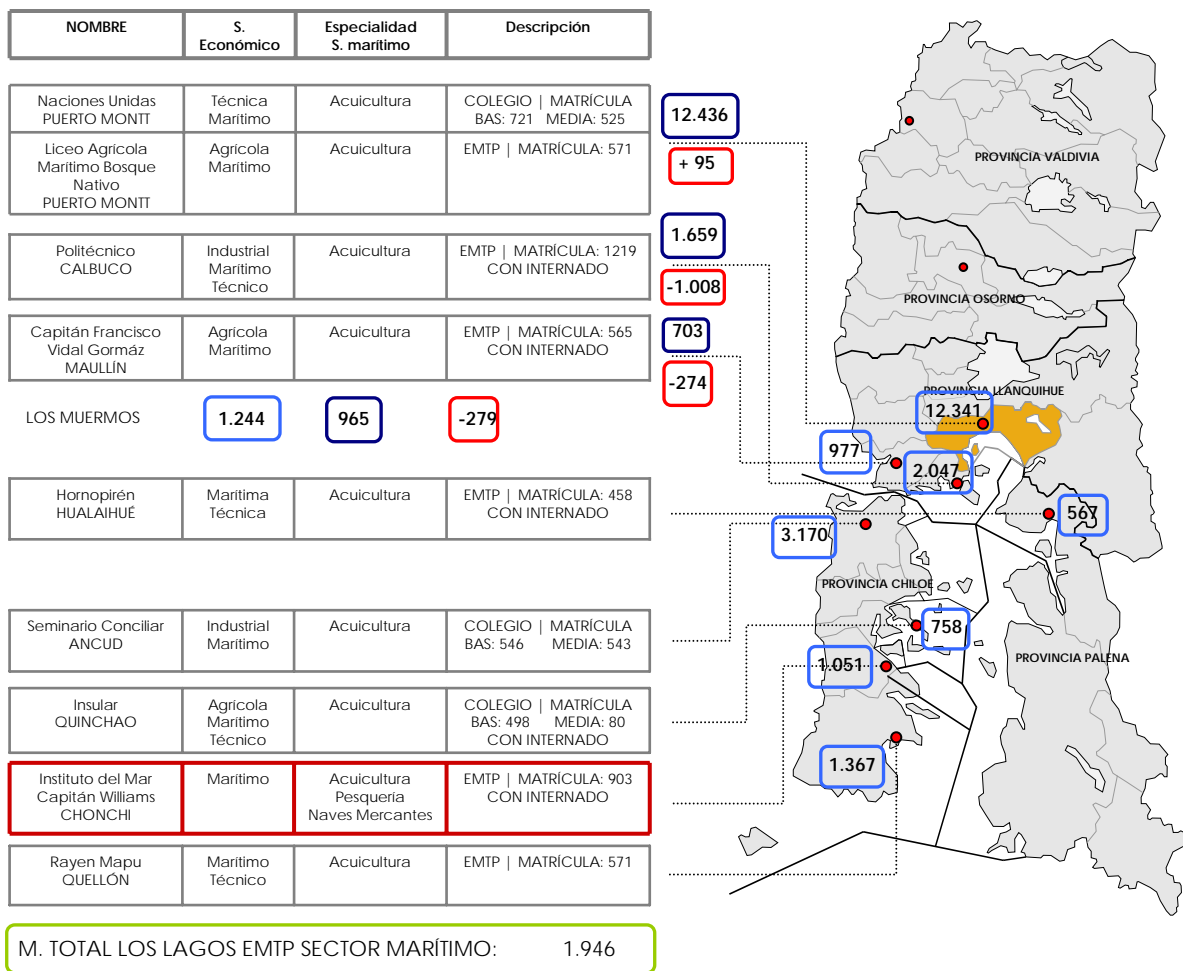 NOMBRE
S.
Económico
Especialidad
S. marítimo
Descripción
Naciones Unidas
PUERTO MONTT
Técnica
Marítimo
Acuicultura
COLEGIO | MATRÍCULA
BAS: 721 MEDIA: 525
Liceo Agrícola
Marítimo Bosque
Nativo
PUERTO MONTT
Agrícola
Marítimo
Acuicultura
EMTP | MATRÍCULA: 571
12.436
+ 95
Politécnico
CALBUCO
Industrial
Marítimo
Técnico
Acuicultura
EMTP | MATRÍCULA: 1219
CON INTERNADO
1.659
-1.008
Capitán Francisco
Vidal Gormáz
MAULLÍN
Agrícola
Marítimo
Acuicultura
EMTP | MATRÍCULA: 565
CON INTERNADO
703
-274
LOS MUERMOS
1.244
965
-279
Hornopirén
HUALAIHUÉ
Marítima
Técnica
Acuicultura
EMTP | MATRÍCULA: 458
CON INTERNADO
Seminario Conciliar
ANCUD
Industrial
Marítimo
Acuicultura
COLEGIO | MATRÍCULA
BAS: 546 MEDIA: 543
Insular
QUINCHAO
Agrícola
Marítimo
Técnico
Acuicultura
COLEGIO | MATRÍCULA
BAS: 498 MEDIA: 80
CON INTERNADO
Instituto del Mar
Capitán Williams
CHONCHI
Marítimo
Acuicultura
Pesquería
Naves Mercantes
EMTP | MATRÍCULA: 903
CON INTERNADO
Rayen Mapu
QUELLÓN
Marítimo
Técnico
Acuicultura
EMTP | MATRÍCULA: 571
M. TOTAL LOS LAGOS EMTP SECTOR MARÍTIMO: 1.946
PROVINCIA VALDIVIA
PROVINCIA OSORNO
PROVINCIA LLANQUIHUE
12.341
977
2.047
567
3.170
PROVINCIA CHILOÉ
758
1.051
PROVINCIA PALENA
1.367